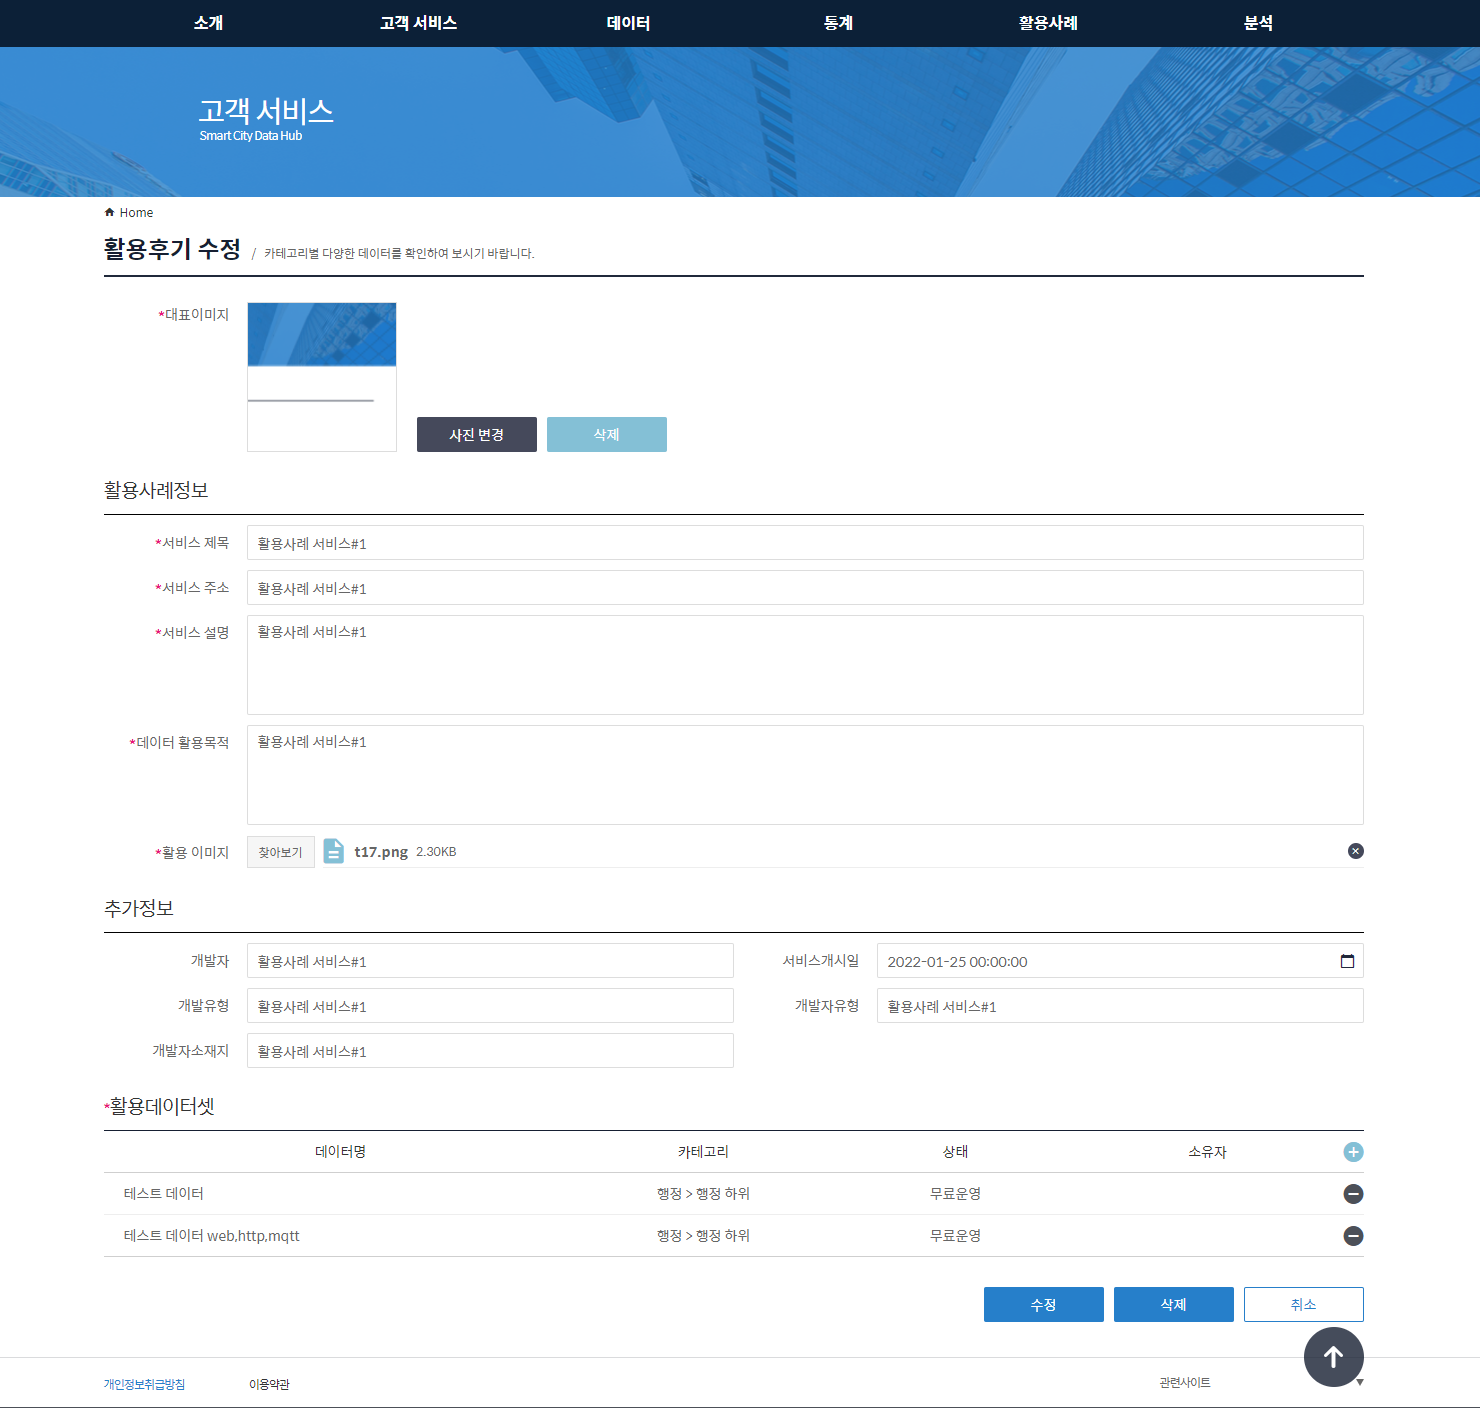 소개 고객 서비스 데이터 통계 활용사례 분석
고객 서비스
Smart City Data Hub
Home
활용후기 수정 / 카테고리별 다양한 데이터를 확인하여 보시기 바랍니다.
*대표이미지
사진 변경 삭제
활용사례정보
*서비스 제목 활용사례 서비스#1
*서비스 주소 활용사례 서비스#1
*서비스 설명 활용사례 서비스#1
*데이터 활용목적 활용사례 서비스#1
*활용 이미지 찾아보기 t17.png 2.30KB
추가정보
개발자 활용사례 서비스#1 서비스개시일 2022-01-25 00:00:00
개발유형 활용사례 서비스#1 개발자유형 활용사례 서비스#1
개발자소재지 활용사례 서비스#1
*활용데이터셋
데이터명 카테고리 상태 소유자
테스트 데이터 행정 > 행정 하위 무료운영
테스트 데이터 web,http,mqtt 행정 > 행정 하위 무료운영
수정 삭제 취소
개인정보취급방침 이용약관 관련사이트